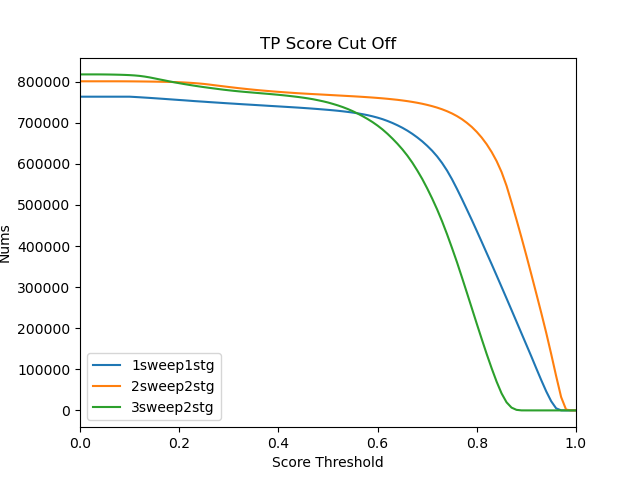 TP Score Cut Off
Nums
800000
700000
600000
500000
400000
300000
200000
100000
0
1sweep1stg
2sweep2stg
3sweep2stg
0.0 0.2 0.4 0.6 0.8 1.0
Score Threshold